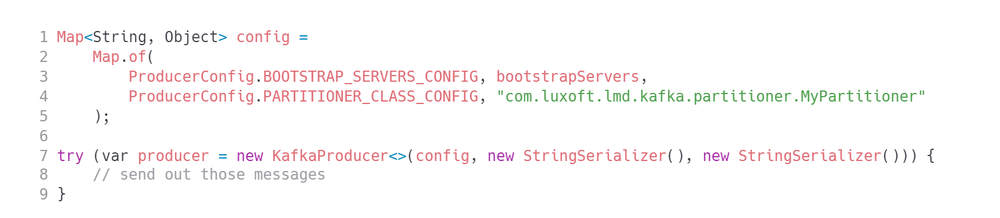 1 Map<String, Object> config =
2     Map.of(
3         ProducerConfig.BOOTSTRAP_SERVERS_CONFIG, bootstrapServers,
4         ProducerConfig.PARTITIONER_CLASS_CONFIG, "com.luxoft.lmd.kafka.partitioner.MyPartitioner"
5     );
6
7 try (var producer = new KafkaProducer<>(config, new StringSerializer(), new StringSerializer())) {
8     // send out those messages
9 }